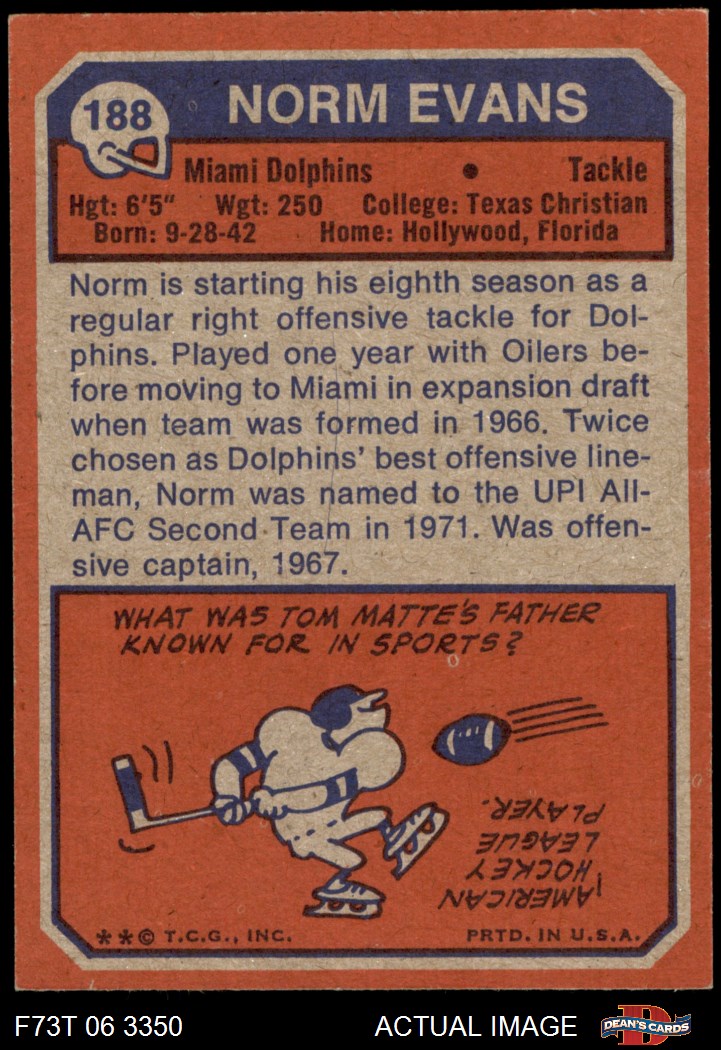 188
NORM EVANS
Miami Dolphins • Tackle
Hgt: 6'5" Wgt: 250 College: Texas Christian
Born: 9-28-42 Home: Hollywood, Florida
Norm is starting his eighth season as a
regular right offensive tackle for Dol-
phins. Played one year with Oilers be-
fore moving to Miami in expansion draft
when team was formed in 1966. Twice
chosen as Dolphins' best offensive line-
man, Norm was named to the UPI All-
AFC Second Team in 1971. Was offen-
sive captain, 1967.
WHAT WAS TOM MATTE'S FATHER
KNOWN FOR IN SPORTS?
AMERICAN
HOCKEY
LEAGUE
PLAYER.
**© T.C.G., INC. PRTD. IN U.S.A.
F73T 06 3350 ACTUAL IMAGE
D
DEAN'S CARDS